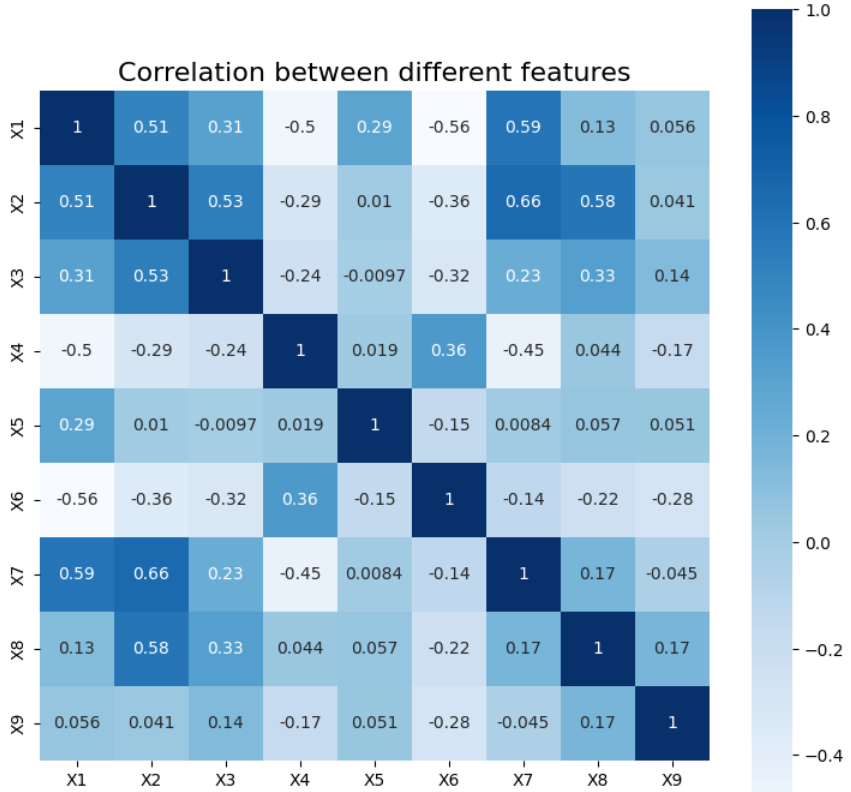 Correlation between different features
X1 1 0.51 0.31 -0.5 0.29 -0.56 0.59 0.13 0.056
X2 0.51 1 0.53 -0.29 0.01 -0.36 0.66 0.58 0.041
X3 0.31 0.53 1 -0.24 -0.0097 -0.32 0.23 0.33 0.14
X4 -0.5 -0.29 -0.24 1 0.019 0.36 -0.45 0.044 -0.17
X5 0.29 0.01 -0.0097 0.019 1 -0.15 0.0084 0.057 0.051
X6 -0.56 -0.36 -0.32 0.36 -0.15 1 -0.14 -0.22 -0.28
X7 0.59 0.66 0.23 -0.45 0.0084 -0.14 1 0.17 -0.045
X8 0.13 0.58 0.33 0.044 0.057 -0.22 0.17 1 0.17
X9 0.056 0.041 0.14 -0.17 0.051 -0.28 -0.045 0.17 1
X1 X2 X3 X4 X5 X6 X7 X8 X9
1.0
0.8
0.6
0.4
0.2
0.0
−0.2
−0.4